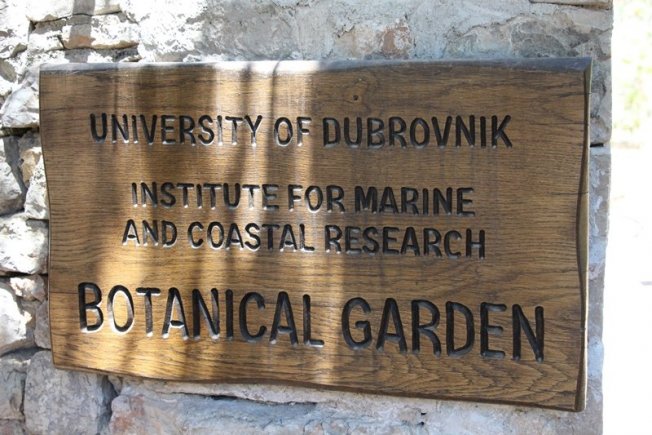 UNIVERSITY OF DUBROVNIK
INSTITUTE FOR MARINE
AND COASTAL RESEARCH
BOTANICAL GARDEN